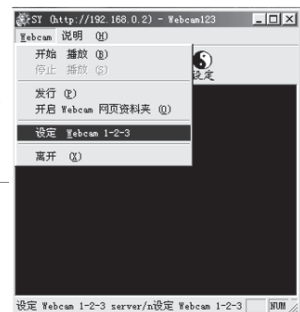 SY (http://192.168.0.2) - Webcam123
Webcam 说明 (H)
开始 播放 (B)
停止 播放 (S)
设定
发行 (P)
开启 Webcam 网页资料夹 (O)
设定 Webcam 1-2-3
离开 (X)
设定 Webcam 1-2-3 server/n设定 Webcam 1-2-3 NUM